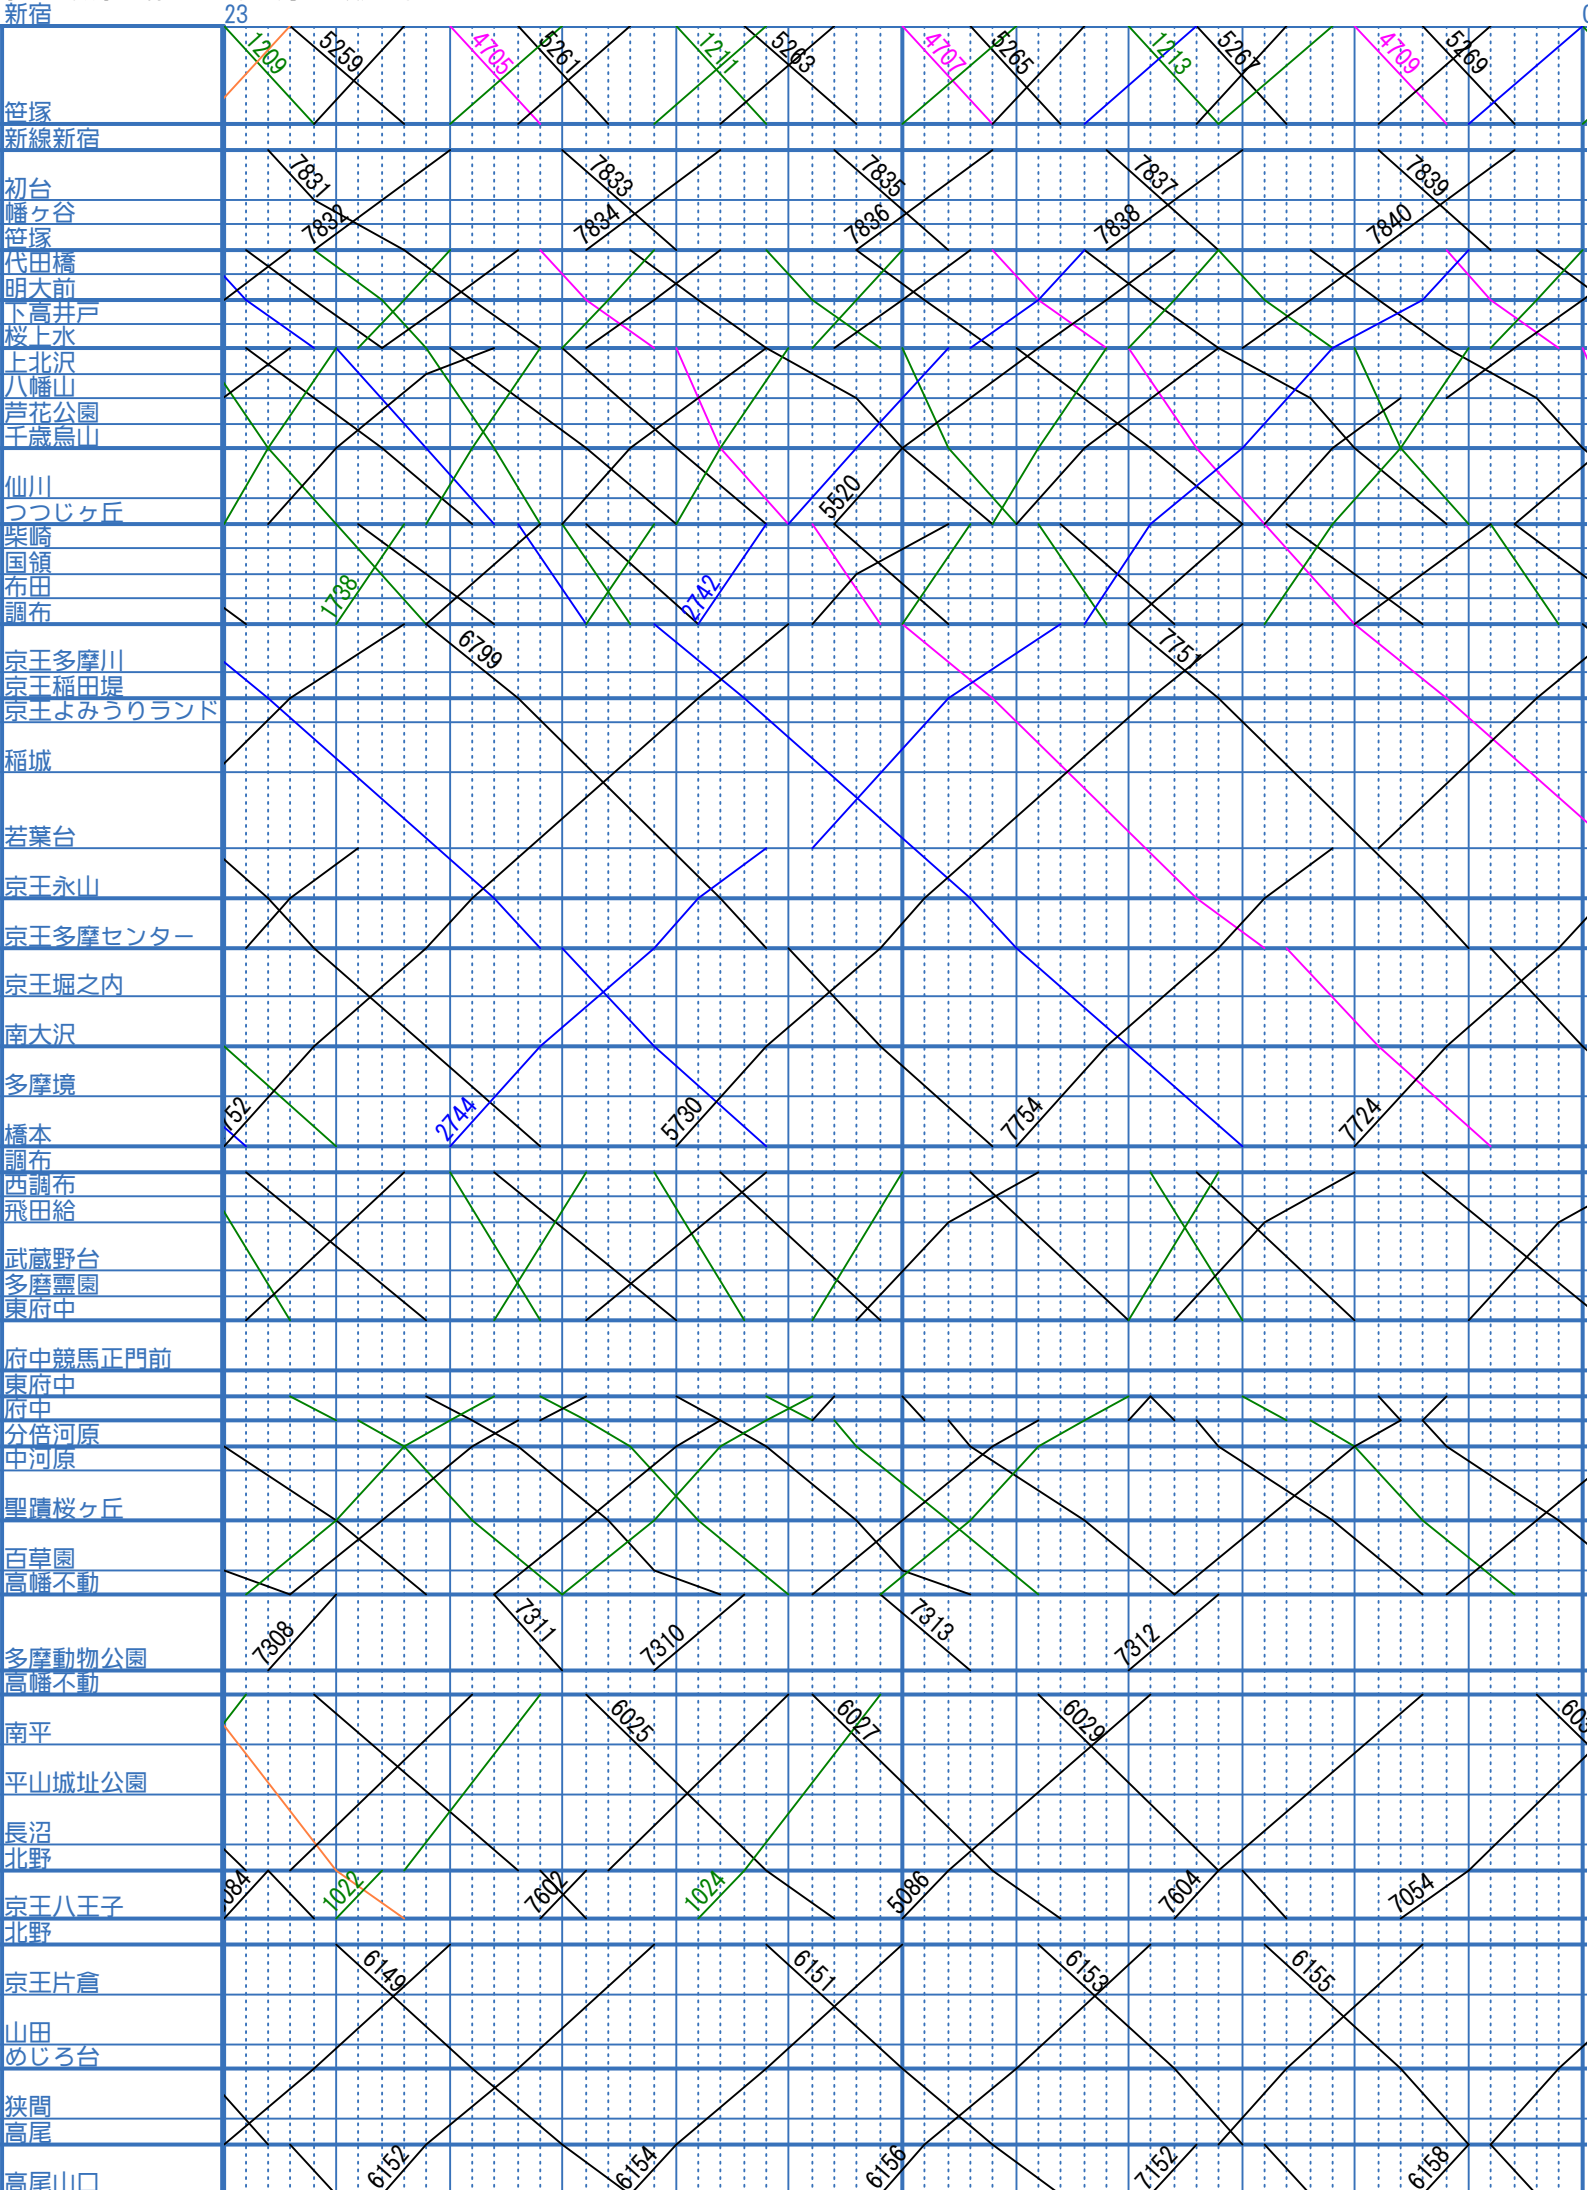 新宿 23 0
1209 5259 4705 5261 1211 5263 4707 5265 1213 5267 4709 5269
笹塚
新線新宿
初台 7831 7833 7835 7837 7839
幡ヶ谷 7832 7834 7836 7838 7840
笹塚
代田橋
明大前
下高井戸
桜上水
上北沢
八幡山
芦花公園
千歳烏山
仙川 5520
つつじヶ丘
柴崎
国領
布田 1738 2742
調布
京王多摩川 6799 7751
京王稲田堤
京王よみうりランド
稲城
若葉台
京王永山
京王多摩センター
京王堀之内
南大沢
多摩境
橋本 752 2744 5730 7754 7724
調布
西調布
飛田給
武蔵野台
多磨霊園
東府中
府中競馬正門前
東府中
府中
分倍河原
中河原
聖蹟桜ヶ丘
百草園
高幡不動
7308 7311 7310 7313 7312
多摩動物公園
高幡不動
南平 6025 6027 6029
平山城址公園
長沼
北野
京王八王子 084 1022 7602 1024 5086 7604 7054
北野
京王片倉 6149 6151 6153 6155
山田
めじろ台
狭間
高尾
高尾山口 6152 6154 6156 7152 6158